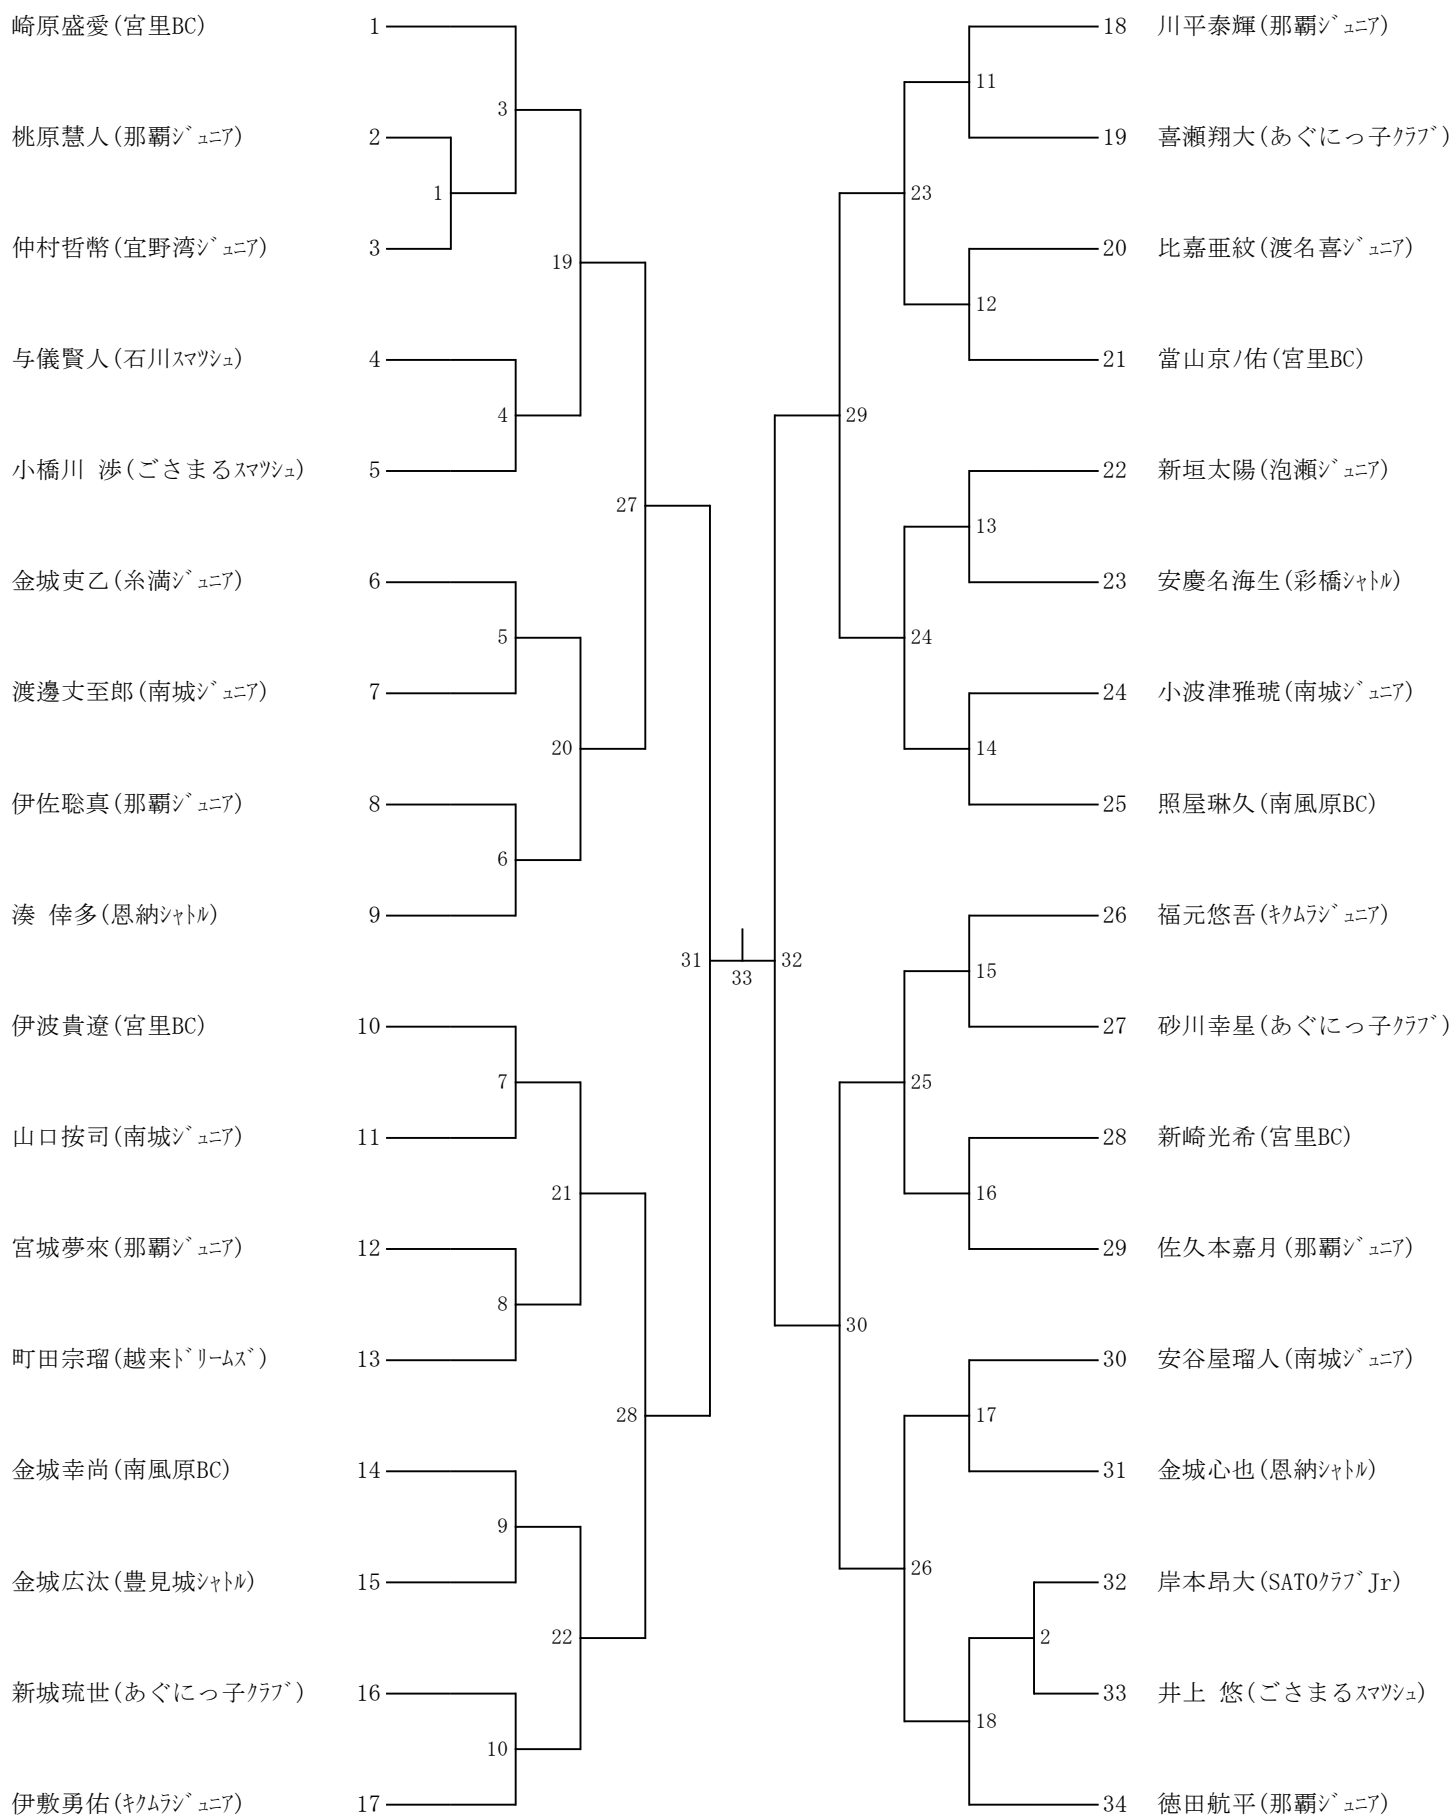 崎原盛愛(宮里BC) 1
桃原慧人(那覇ｼﾞｭﾆｱ) 2
仲村哲幣(宜野湾ｼﾞｭﾆｱ) 3
与儀賢人(石川ｽﾏｯｼｭ) 4
小橋川 渉(ごさまるｽﾏｯｼｭ) 5
金城吏乙(糸満ｼﾞｭﾆｱ) 6
渡邊丈至郎(南城ｼﾞｭﾆｱ) 7
伊佐聡真(那覇ｼﾞｭﾆｱ) 8
湊 倖多(恩納ｼｬﾄﾙ) 9
伊波貴遼(宮里BC) 10
山口按司(南城ｼﾞｭﾆｱ) 11
宮城夢來(那覇ｼﾞｭﾆｱ) 12
町田宗瑠(越来ﾄﾞﾘｰﾑｽﾞ) 13
金城幸尚(南風原BC) 14
金城広汰(豊見城ｼｬﾄﾙ) 15
新城琉世(あぐにっ子ｸﾗﾌﾞ) 16
伊敷勇佑(ｷｸﾑﾗｼﾞｭﾆｱ) 17
1
3
4
5
6
7
8
9
10
19
20
21
22
27
28
31
33
32
29
30
23
24
25
26
11
12
13
14
15
16
17
2
18
18 川平泰輝(那覇ｼﾞｭﾆｱ)
19 喜瀬翔大(あぐにっ子ｸﾗﾌﾞ)
20 比嘉亜紋(渡名喜ｼﾞｭﾆｱ)
21 當山京ﾉ佑(宮里BC)
22 新垣太陽(泡瀬ｼﾞｭﾆｱ)
23 安慶名海生(彩橋ｼｬﾄﾙ)
24 小波津雅琥(南城ｼﾞｭﾆｱ)
25 照屋琳久(南風原BC)
26 福元悠吾(ｷｸﾑﾗｼﾞｭﾆｱ)
27 砂川幸星(あぐにっ子ｸﾗﾌﾞ)
28 新崎光希(宮里BC)
29 佐久本嘉月(那覇ｼﾞｭﾆｱ)
30 安谷屋瑠人(南城ｼﾞｭﾆｱ)
31 金城心也(恩納ｼｬﾄﾙ)
32 岸本昂大(SATOｸﾗﾌﾞJr)
33 井上 悠(ごさまるｽﾏｯｼｭ)
34 徳田航平(那覇ｼﾞｭﾆｱ)